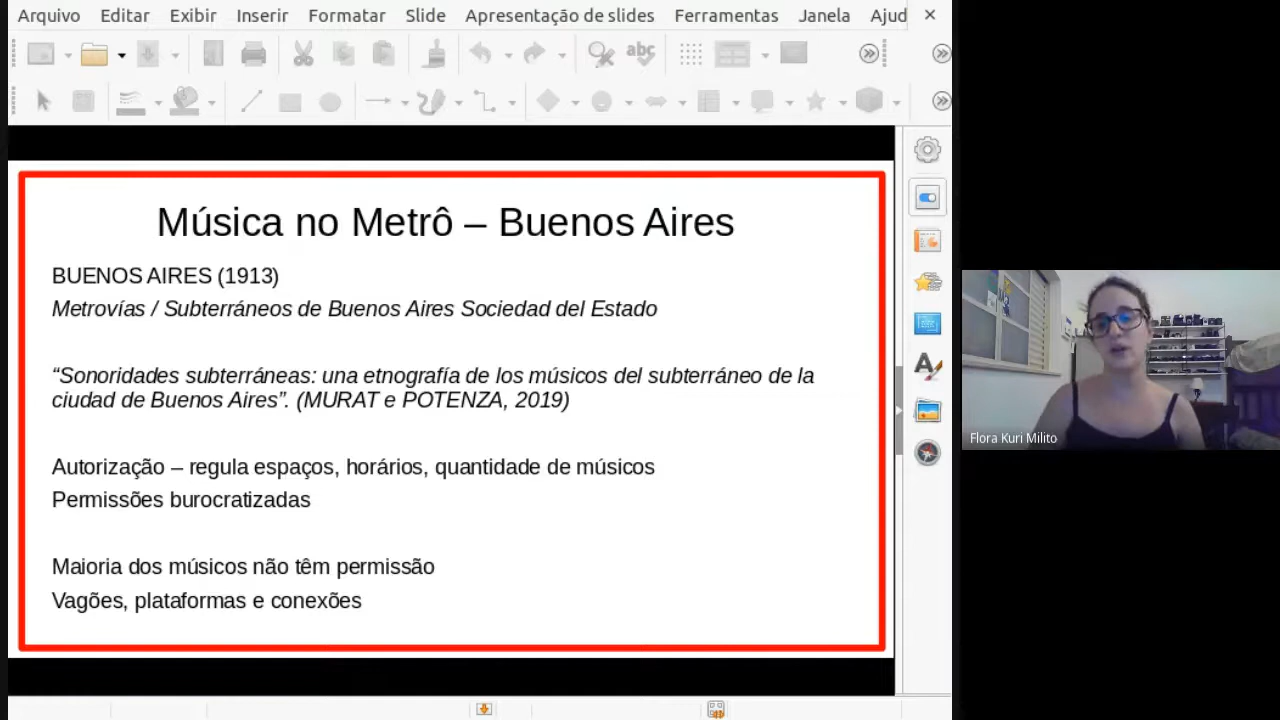 Arquivo Editar Exibir Inserir Formatar Slide Apresentação de slides Ferramentas Janela Ajud
abc
Música no Metrô – Buenos Aires
BUENOS AIRES (1913)
Metrovías / Subterráneos de Buenos Aires Sociedad del Estado
“Sonoridades subterráneas: una etnografía de los músicos del subterráneo de la
ciudad de Buenos Aires”. (MURAT e POTENZA, 2019)
Autorização – regula espaços, horários, quantidade de músicos
Permissões burocratizadas
Maioria dos músicos não têm permissão
Vagões, plataformas e conexões
Flora Kuri Milito